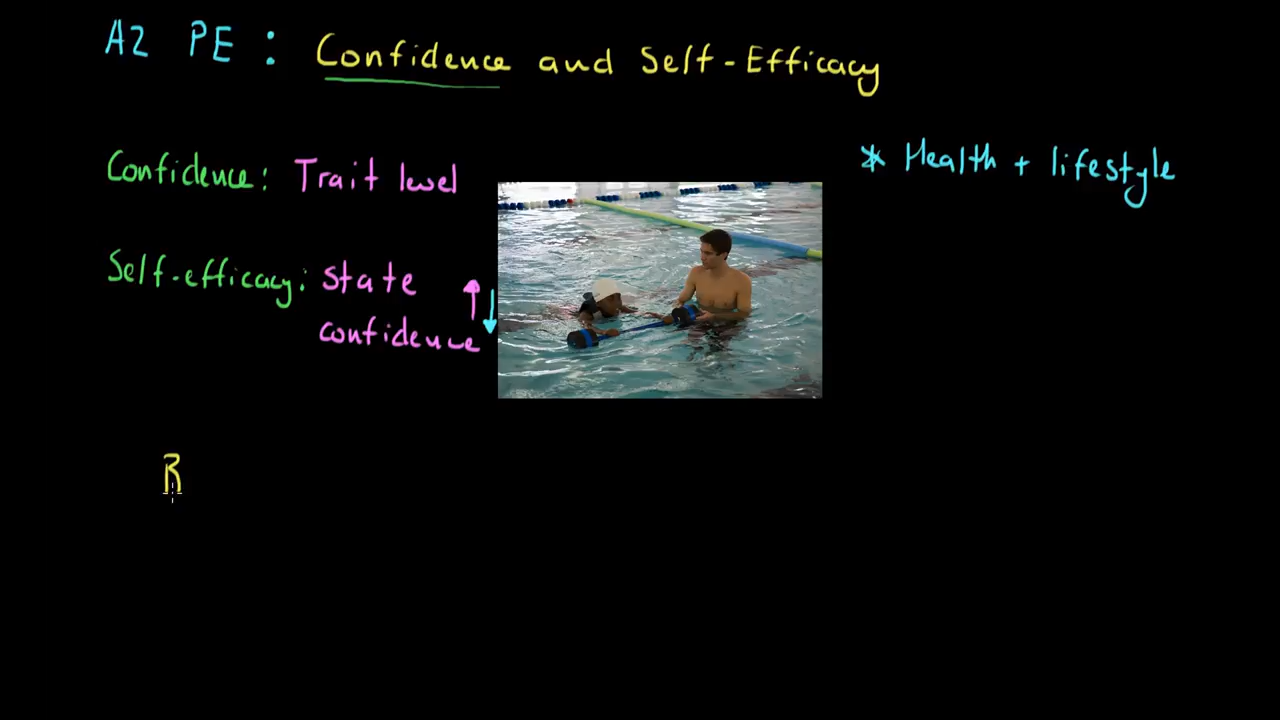 A2 PE : Confidence and Self-Efficacy
Confidence: Trait level
* Health + lifestyle
Self-efficacy: state
confidence
B